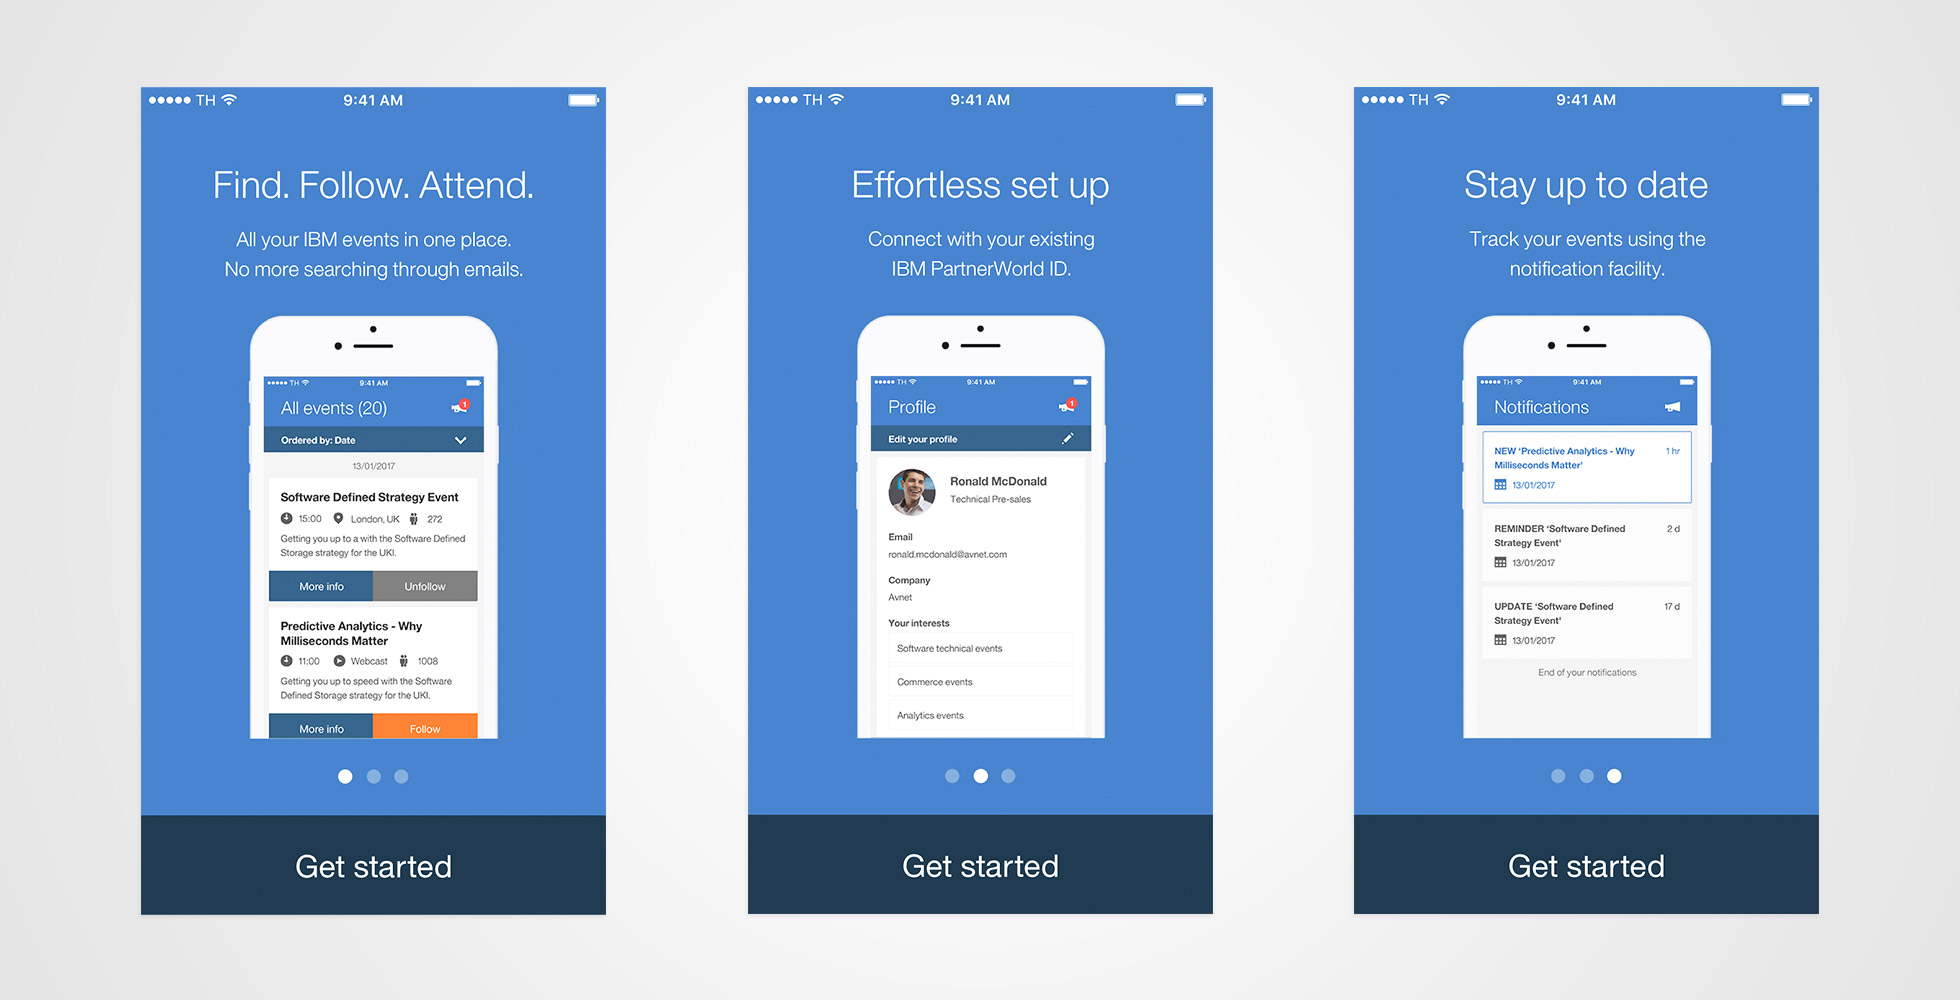 TH 9:41 AM
Find. Follow. Attend.
All your IBM events in one place.
No more searching through emails.
TH 9:41 AM
All events (20) 1
Ordered by: Date
13/01/2017
Software Defined Strategy Event
15:00 London, UK 272
Getting you up to a with the Software Defined
Storage strategy for the UKI.
More info Unfollow
Predictive Analytics - Why
Milliseconds Matter
11:00 Webcast 1008
Getting you up to speed with the Software
Defined Storage strategy for the UKI.
More info Follow
Get started
TH 9:41 AM
Effortless set up
Connect with your existing
IBM PartnerWorld ID.
TH 9:41 AM
Profile 1
Edit your profile
Ronald McDonald
Technical Pre-sales
Email
ronald.mcdonald@avnet.com
Company
Avnet
Your interests
Software technical events
Commerce events
Analytics events
Get started
TH 9:41 AM
Stay up to date
Track your events using the
notification facility.
TH 9:41 AM
Notifications
NEW ‘Predictive Analytics - Why 1 hr
Milliseconds Matter’
13/01/2017
REMINDER ‘Software Defined 2 d
Strategy Event’
13/01/2017
UPDATE ‘Software Defined 17 d
Strategy Event’
13/01/2017
End of your notifications
Get started